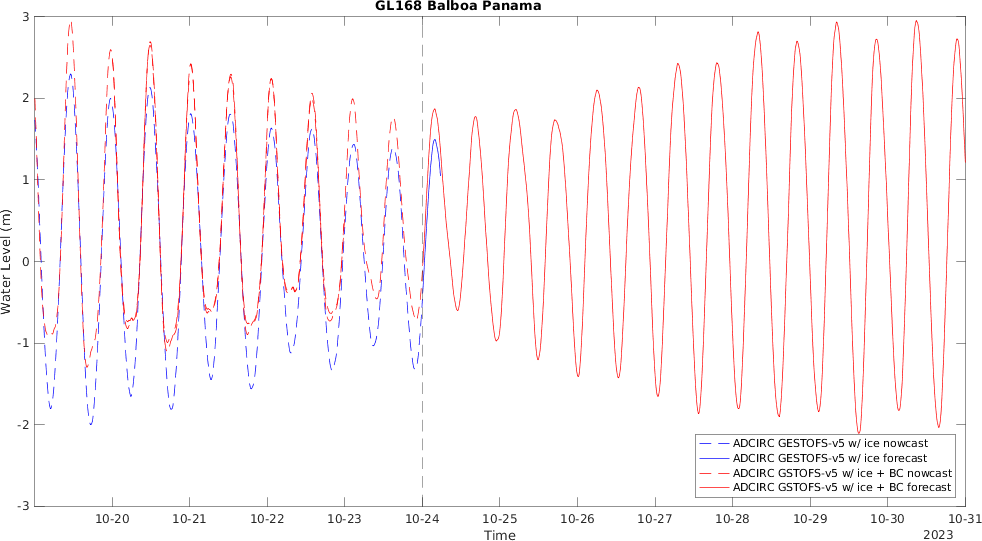 GL168 Balboa Panama
3
2
1
0
-1
-2
-3
Water Level (m)
10-20
10-21
10-22
10-23
10-24
10-25
10-26
10-27
10-28
10-29
10-30
10-31
Time
2023
ADCIRC GESTOFS-v5 w/ ice nowcast
ADCIRC GESTOFS-v5 w/ ice forecast
ADCIRC GSTOFS-v5 w/ ice + BC nowcast
ADCIRC GSTOFS-v5 w/ ice + BC forecast